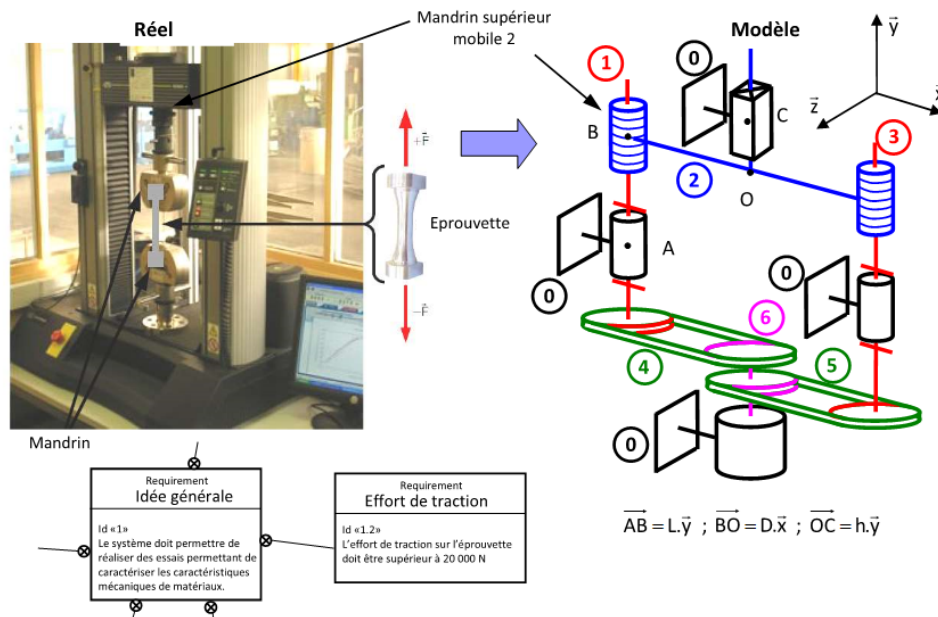 Réel
Mandrin supérieur
mobile 2
Modèle
y
x
z
0
1
C
B
3
2
O
+F
Eprouvette
-F
A
0
0
6
4
5
0
Mandrin
Requirement
Idée générale
Id «1»
Le système doit permettre de
réaliser des essais permettant de
caractériser les caractéristiques
mécaniques de matériaux.
Requirement
Effort de traction
Id «1.2»
L'effort de traction sur l'éprouvette
doit être supérieur à 20 000 N
AB = L.y ; BO = D.x ; OC = h.y